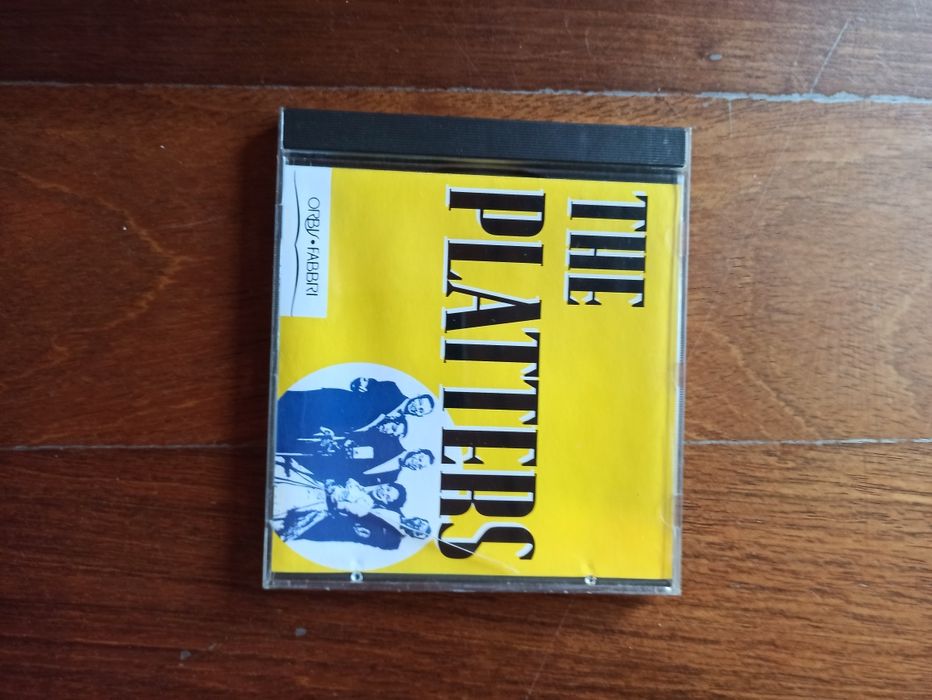 THE
PLATTERS
ORBIS • FABBRI